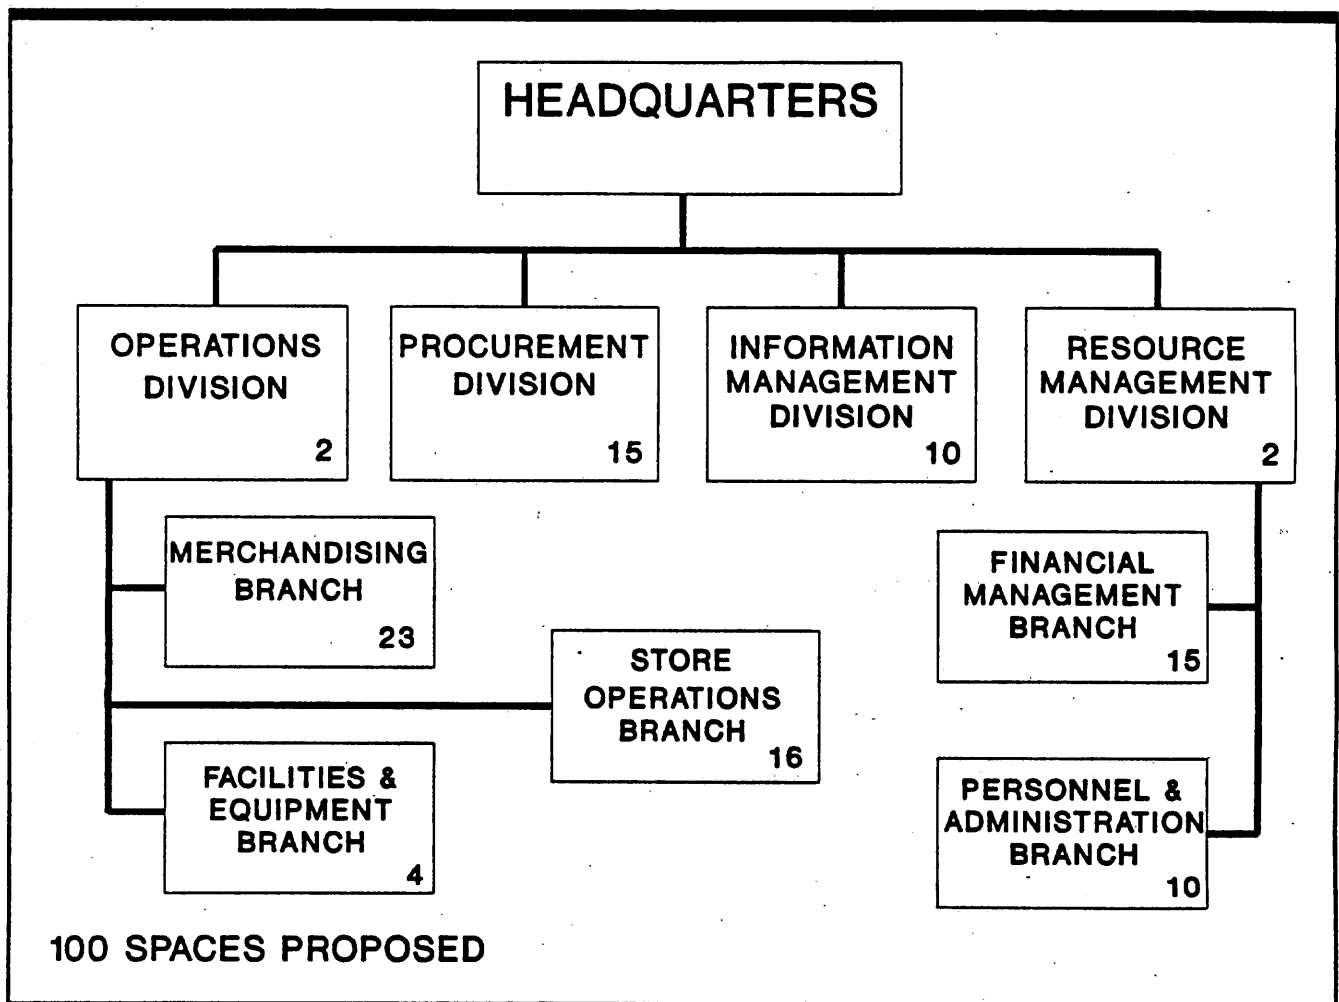 HEADQUARTERS
OPERATIONS
DIVISION
2
PROCUREMENT
DIVISION
15
INFORMATION
MANAGEMENT
DIVISION
10
RESOURCE
MANAGEMENT
DIVISION
2
MERCHANDISING
BRANCH
23
STORE
OPERATIONS
BRANCH
16
FACILITIES &
EQUIPMENT
BRANCH
4
FINANCIAL
MANAGEMENT
BRANCH
15
PERSONNEL &
ADMINISTRATION
BRANCH
10
100 SPACES PROPOSED